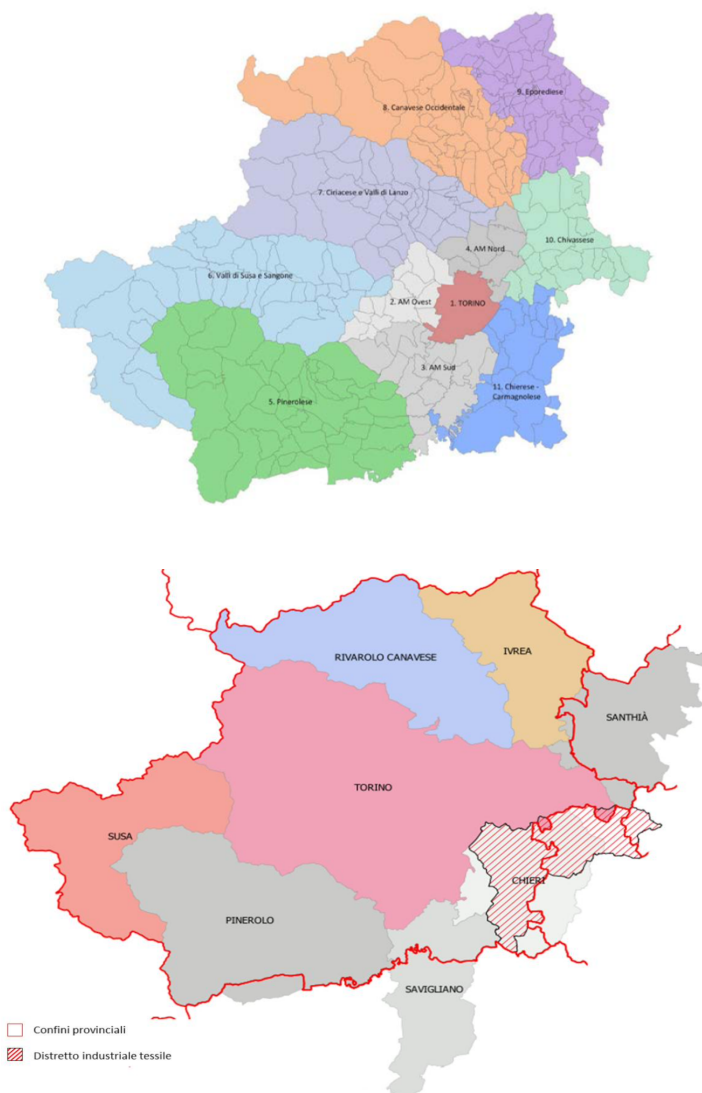 9. Eporediese
8. Canavese Occidentale
7. Ciriacese e Valli di Lanzo
10. Chivassese
4. AM Nord
6. Valli di Susa e Sangone
2. AM Ovest
1. TORINO
3. AM Sud
11. Chierese -
Carmagnolese
5. Pinerolese
IVREA
RIVAROLO CANAVESE
SANTHIÀ
TORINO
SUSA
CHIERI
PINEROLO
SAVIGLIANO
Confini provinciali
Distretto industriale tessile